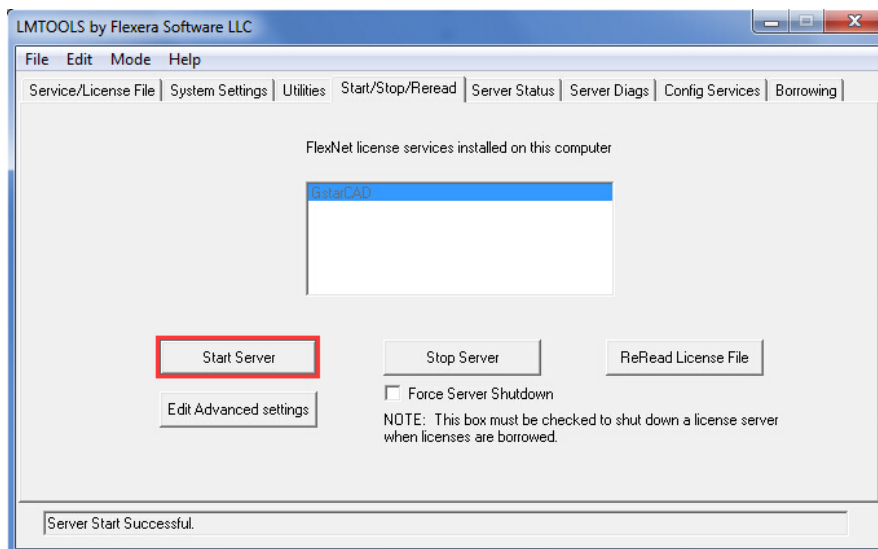 LMTOOLS by Flexera Software LLC
File Edit Mode Help
Service/License File System Settings Utilities Start/Stop/Reread Server Status Server Diags Config Services Borrowing
FlexNet license services installed on this computer
GstarCAD
Start Server Stop Server ReRead License File
Force Server Shutdown
Edit Advanced settings
NOTE: This box must be checked to shut down a license server
when licenses are borrowed.
Server Start Successful.